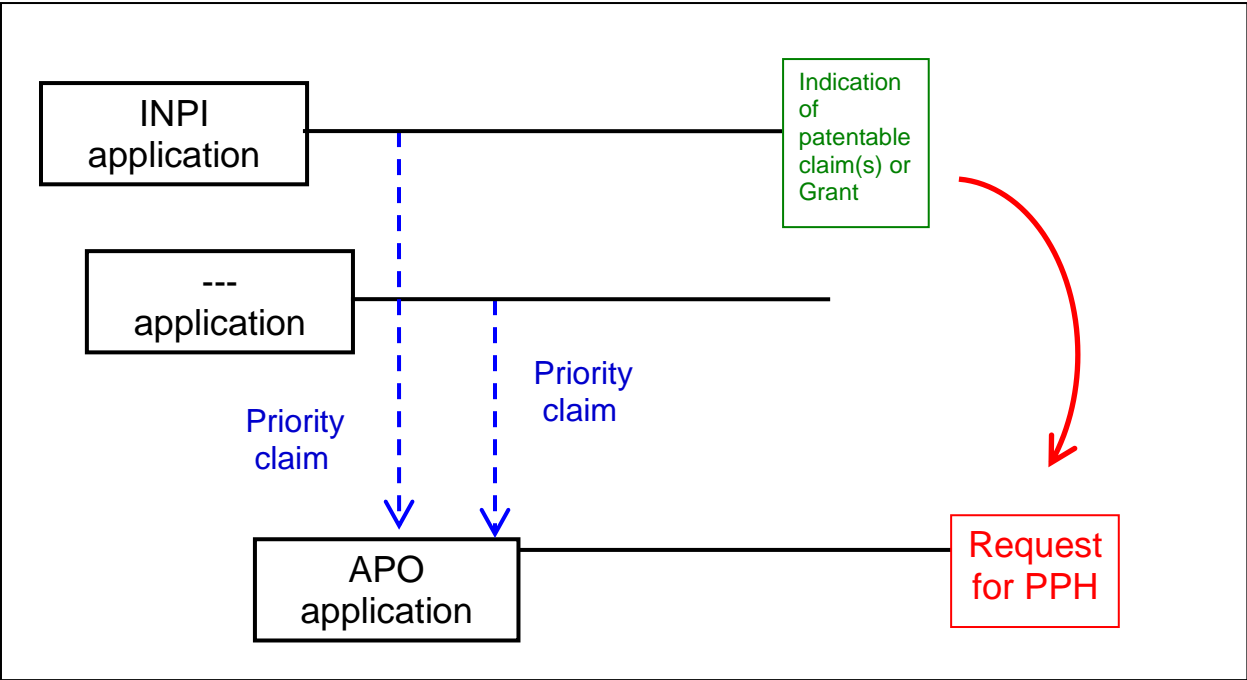 INPI
application
Indication
of
patentable
claim(s) or
Grant
---
application
Priority
claim
Priority
claim
APO
application
Request
for PPH